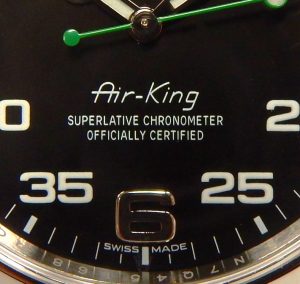 Air-King
SUPERLATIVE CHRONOMETER
OFFICIALLY CERTIFIED
0 2
35 6 25
SWISS MADE